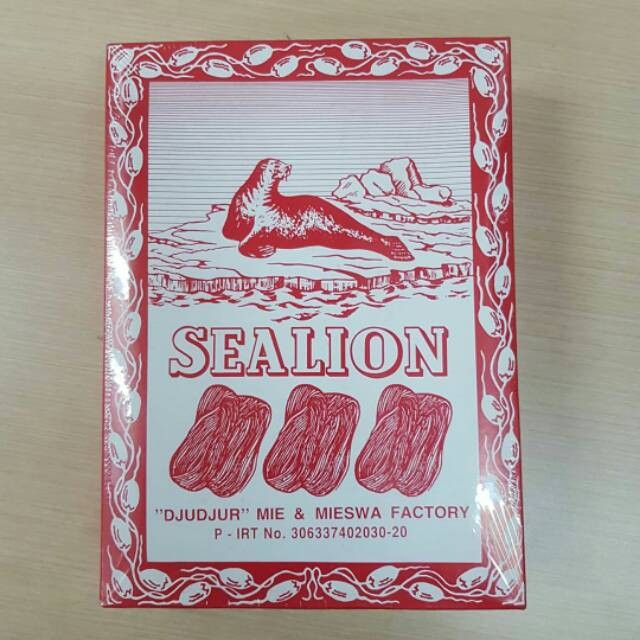 SEALION
"DJUDJUR" MIE & MIESWA FACTORY
P - IRT No. 306337402030-20